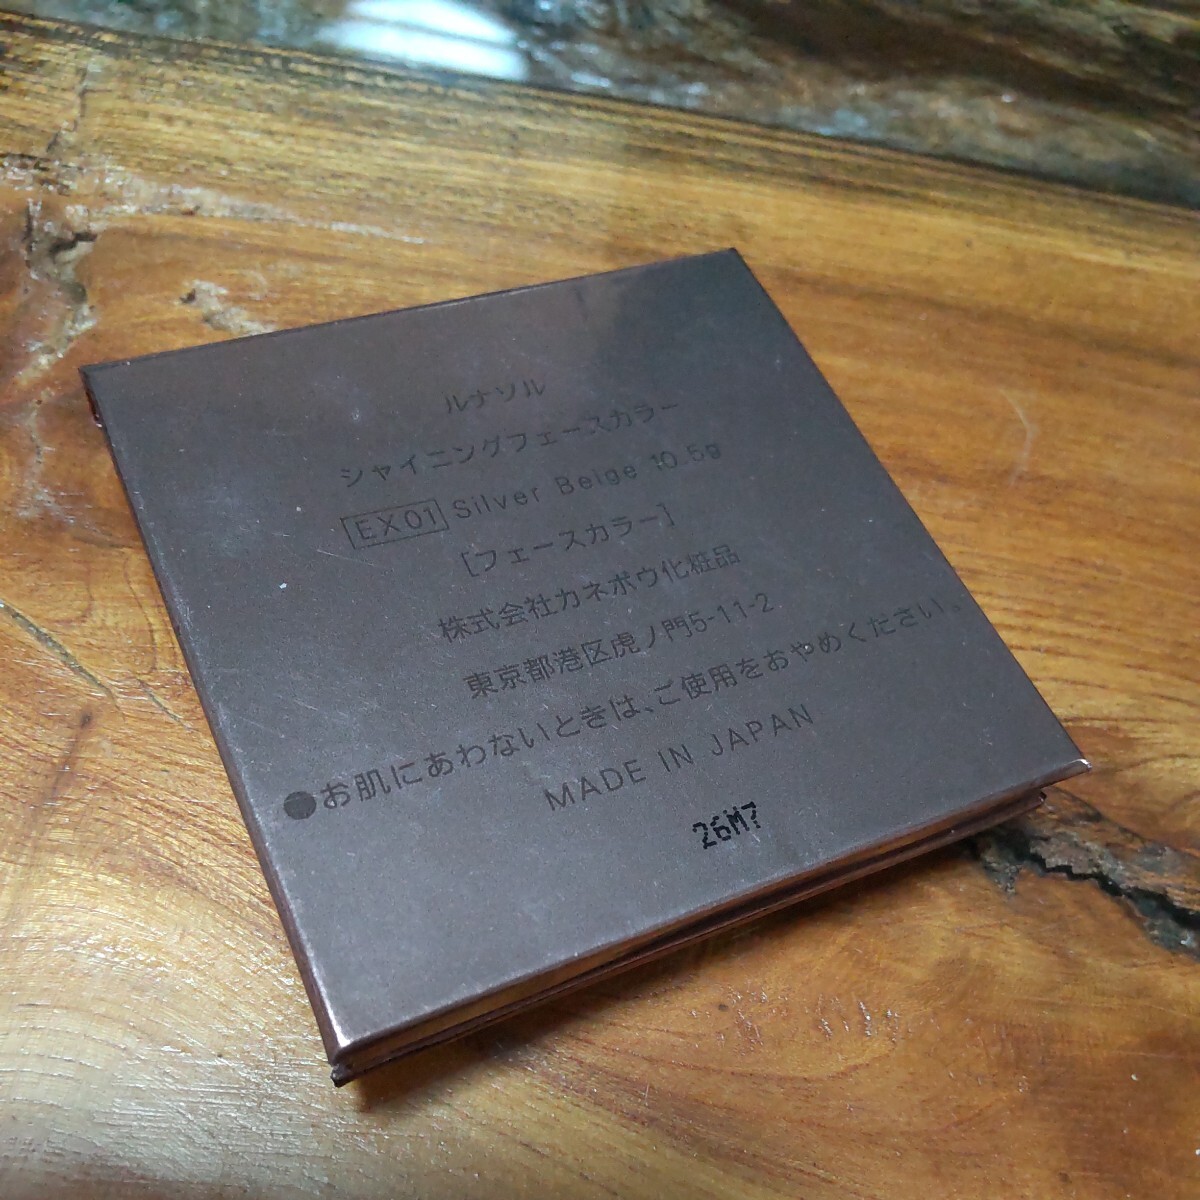 ルナソル
シャイニングフェースカラー
EX01 Silver Beige 10.5g
[フェースカラー]
株式会社カネボウ化粧品
東京都港区虎ノ門5-11-2
●お肌にあわないときは、ご使用をおやめください。
MADE IN JAPAN
26M7